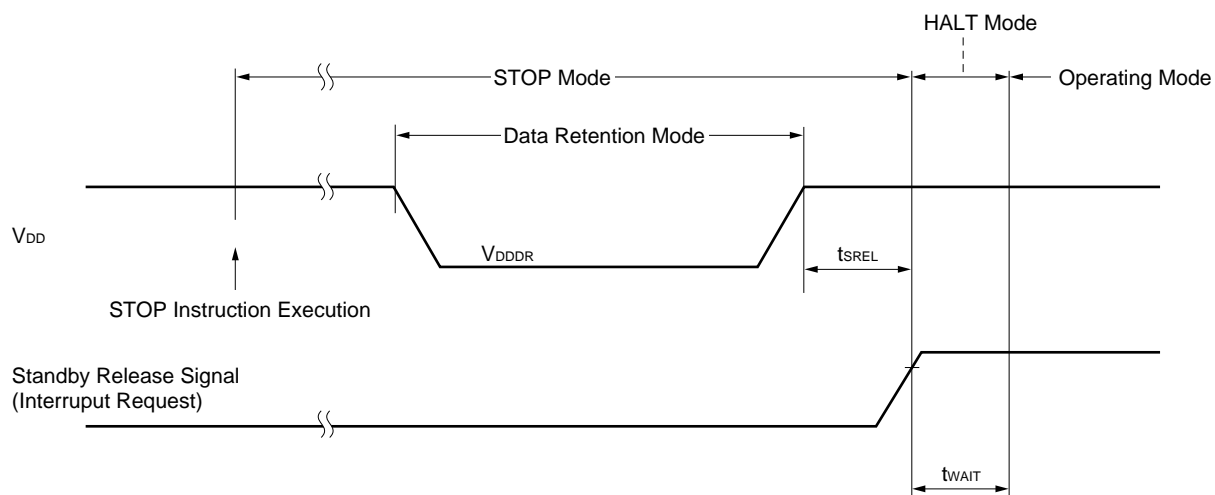 HALT Mode
STOP Mode
Operating Mode
Data Retention Mode
VDD
VDDDR
tSREL
STOP Instruction Execution
Standby Release Signal
(Interruput Request)
tWAIT